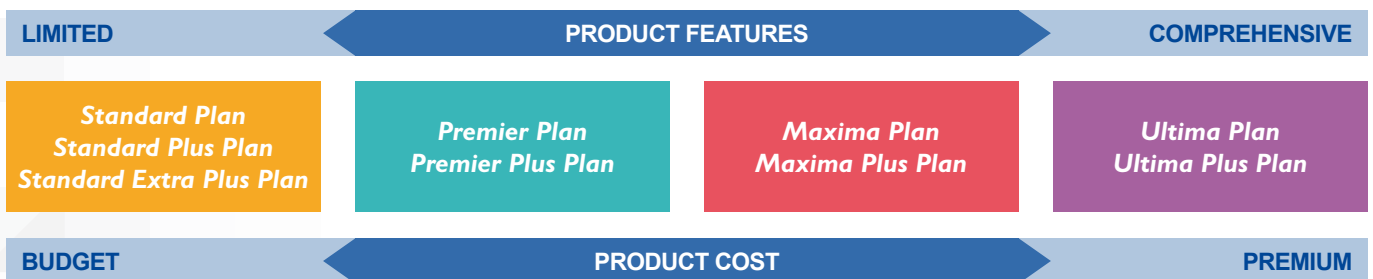 LIMITED PRODUCT FEATURES COMPREHENSIVE
Standard Plan
Standard Plus Plan
Standard Extra Plus Plan
Premier Plan
Premier Plus Plan
Maxima Plan
Maxima Plus Plan
Ultima Plan
Ultima Plus Plan
BUDGET PRODUCT COST PREMIUM